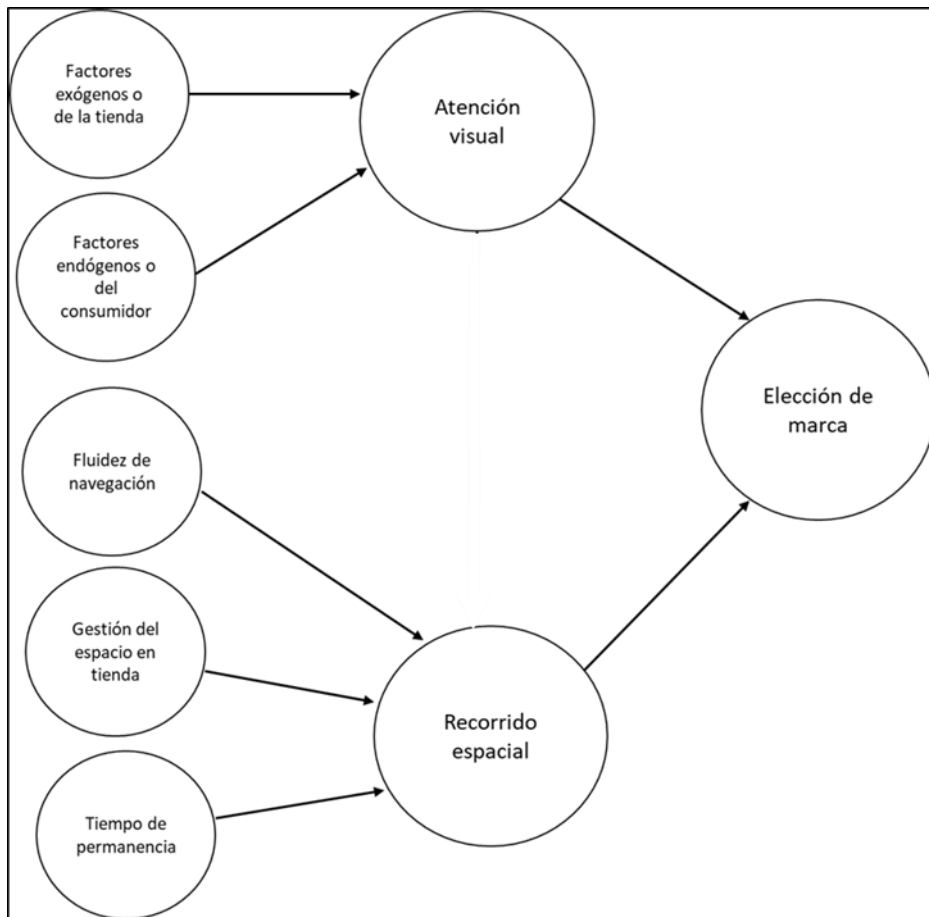 Factores
exógenos o
de la tienda
Atención
visual
Factores
endógenos o
del
consumidor
Elección de
marca
Fluidez de
navegación
Gestión del
espacio en
tienda
Recorrido
espacial
Tiempo de
permanencia